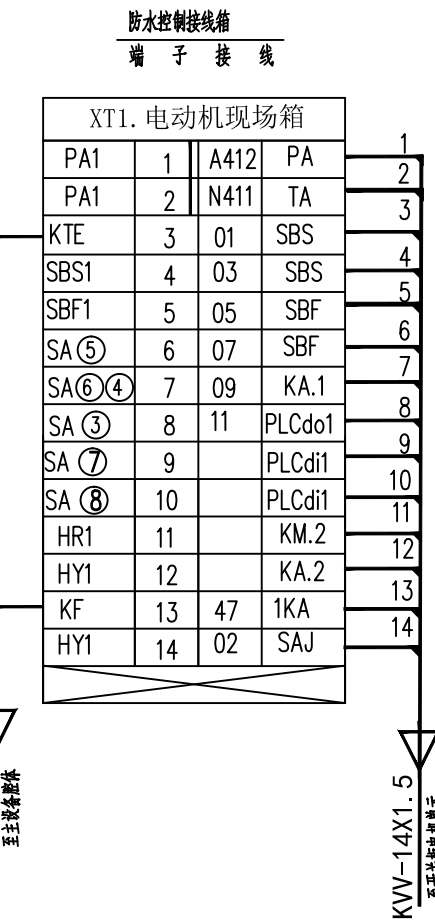 防水控制接线箱
端 子 接 线
XT1.电动机现场箱
PA1 1 A412 PA 1
PA1 2 N411 TA 2
KTE 3 01 SBS 3
SBS1 4 03 SBS 4
SBF1 5 05 SBF 5
SA⑤ 6 07 SBF 6
SA⑥④ 7 09 KA.1 7
SA③ 8 11 PLCdo1 8
SA⑦ 9 PLCdi1 9
SA⑧ 10 PLCdi1 10
HR1 11 KM.2 11
HY1 12 KA.2 12
KF 13 47 1KA 13
HY1 14 02 SAJ 14
至主设备腔体
KVV-14X1.5